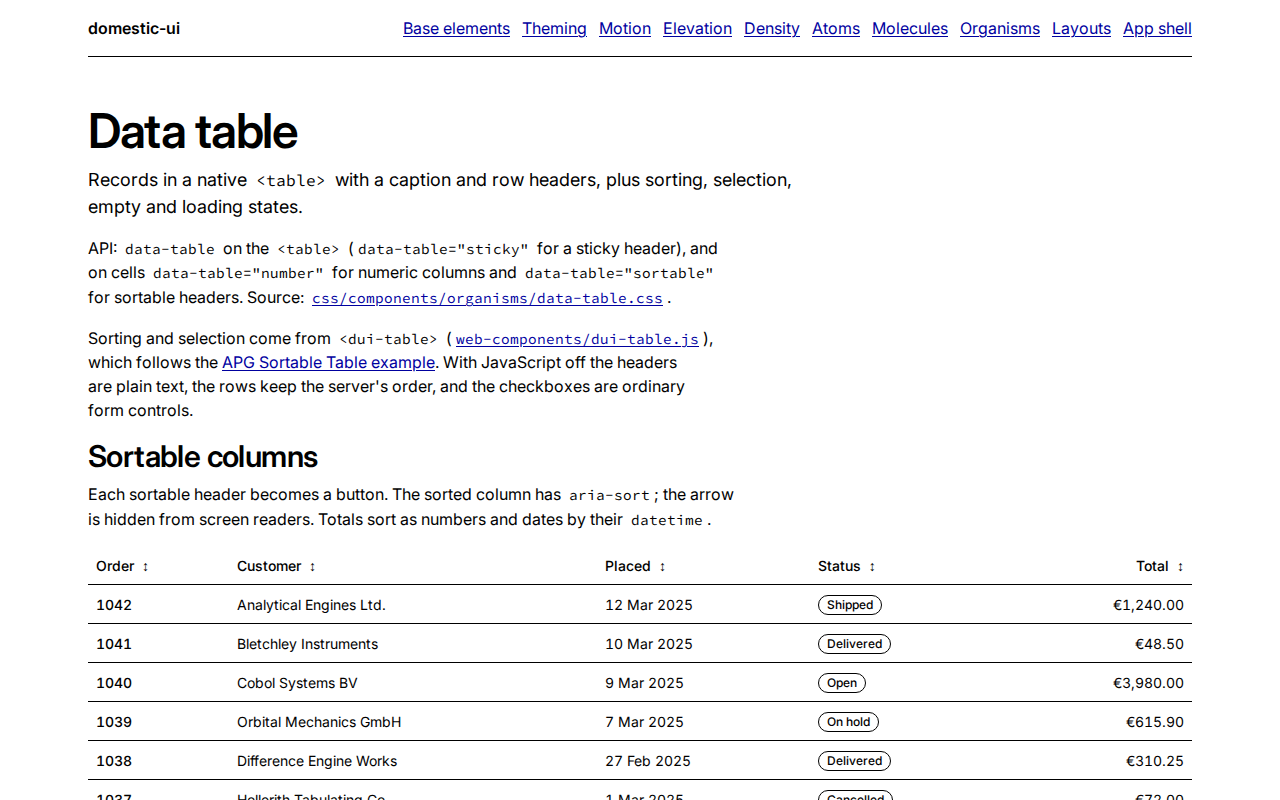 domestic-ui Base elements Theming Motion Elevation Density Atoms Molecules Organisms Layouts App shell
Data table
Records in a native <table> with a caption and row headers, plus sorting, selection,
empty and loading states.
API: data-table on the <table> ( data-table="sticky" for a sticky header), and
on cells data-table="number" for numeric columns and data-table="sortable"
for sortable headers. Source: css/components/organisms/data-table.css .
Sorting and selection come from <dui-table> ( web-components/dui-table.js ),
which follows the APG Sortable Table example. With JavaScript off the headers
are plain text, the rows keep the server's order, and the checkboxes are ordinary
form controls.
Sortable columns
Each sortable header becomes a button. The sorted column has aria-sort ; the arrow
is hidden from screen readers. Totals sort as numbers and dates by their datetime .
Order ↕ Customer ↕ Placed ↕ Status ↕ Total ↕
1042 Analytical Engines Ltd. 12 Mar 2025 Shipped €1,240.00
1041 Bletchley Instruments 10 Mar 2025 Delivered €48.50
1040 Cobol Systems BV 9 Mar 2025 Open €3,980.00
1039 Orbital Mechanics GmbH 7 Mar 2025 On hold €615.90
1038 Difference Engine Works 27 Feb 2025 Delivered €310.25
1037 Hollerith Tabulating Co. 1 Mar 2025 Cancelled €72.00